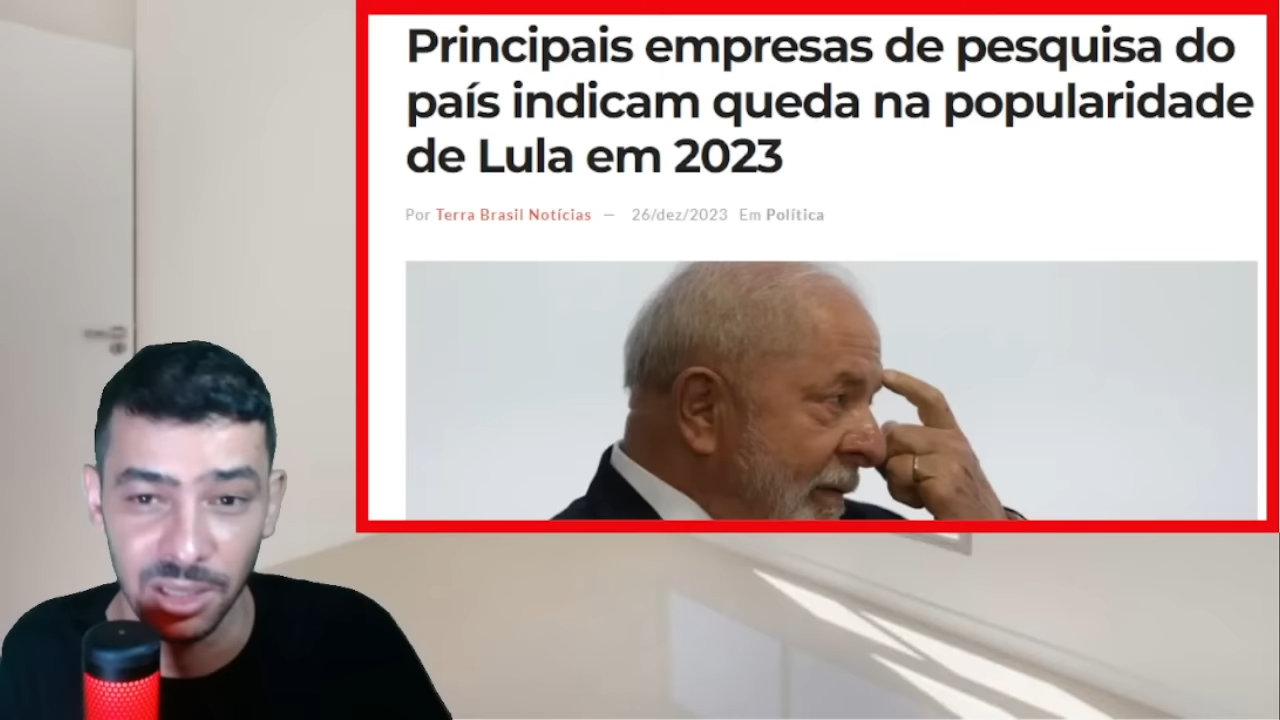 Principais empresas de pesquisa do
país indicam queda na popularidade
de Lula em 2023
Por Terra Brasil Notícias — 26/dez/2023 Em Política